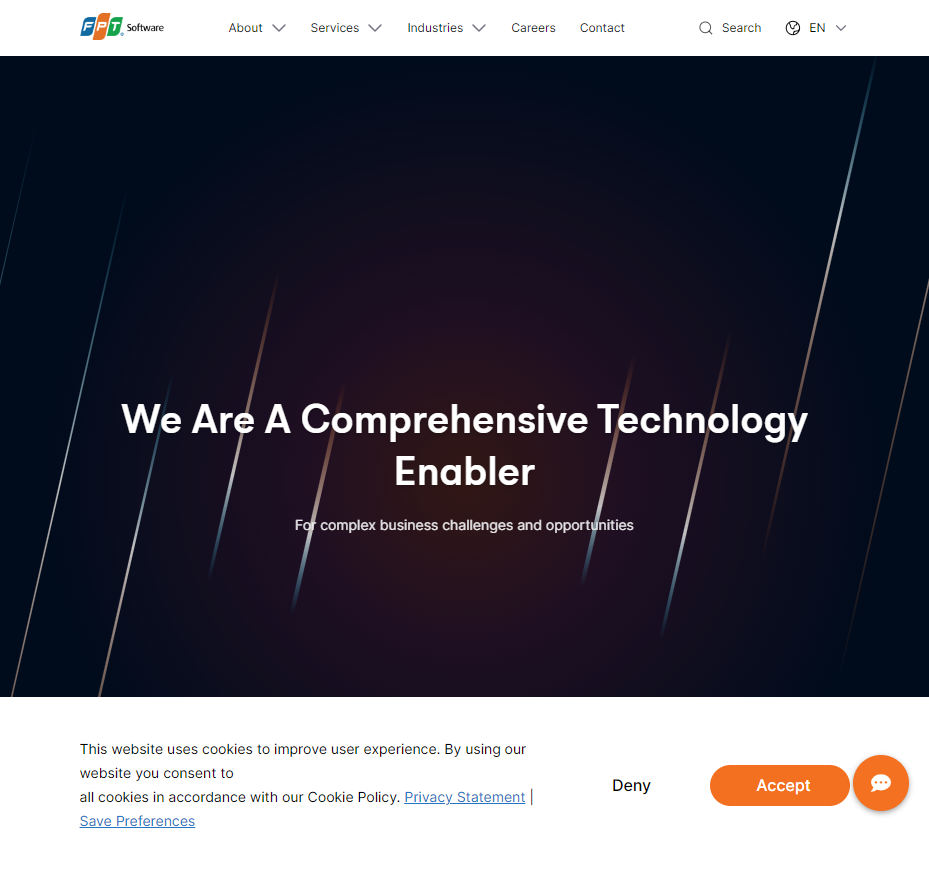 FPT Software
About
Services
Industries
Careers
Contact
Search
EN
We Are A Comprehensive Technology
Enabler
For complex business challenges and opportunities
This website uses cookies to improve user experience. By using our
website you consent to
all cookies in accordance with our Cookie Policy. Privacy Statement |
Save Preferences
Deny
Accept